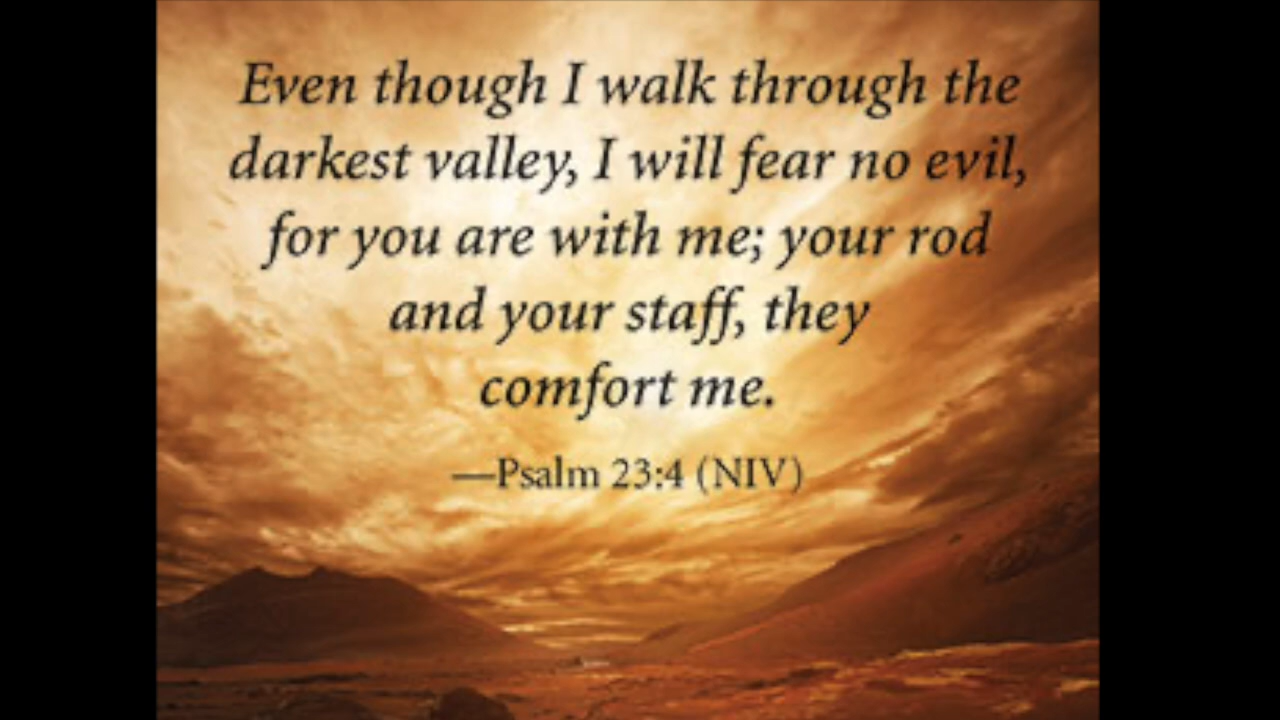 Even though I walk through the
darkest valley, I will fear no evil,
for you are with me; your rod
and your staff, they
comfort me.
—Psalm 23:4 (NIV)